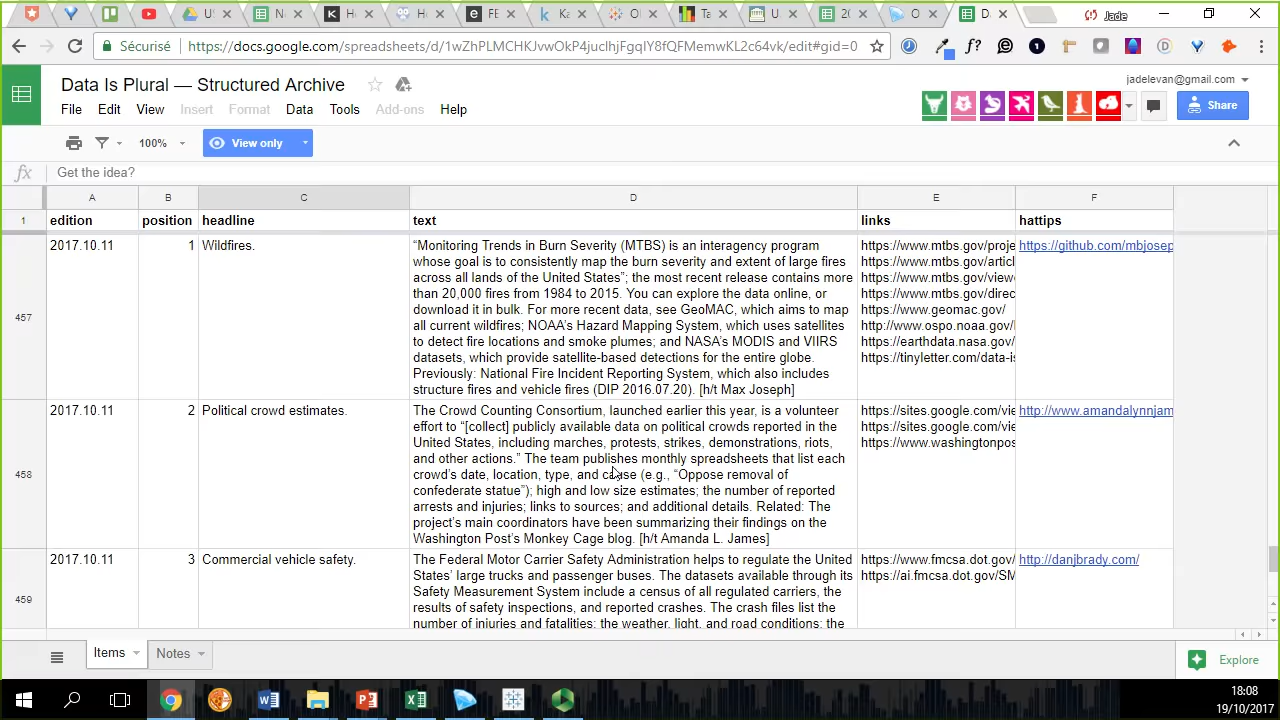 Jade
Sécurisé
https://docs.google.com/spreadsheets/d/1wZhPLMCHKJwOkP4juclhjFgqIY8fQFMemwKL2c64vk/edit#gid=0
Data Is Plural — Structured Archive
jadelevan@gmail.com
File Edit View Insert Format Data Tools Add-ons Help
Share
100% View only
fx Get the idea?
A B C D E F
1 edition position headline text links hattips
457
2017.10.11 1 Wildfires.
“Monitoring Trends in Burn Severity (MTBS) is an interagency program
whose goal is to consistently map the burn severity and extent of large fires
across all lands of the United States”; the most recent release contains more
than 20,000 fires from 1984 to 2015. You can explore the data online, or
download it in bulk. For more recent data, see GeoMAC, which aims to map
all current wildfires; NOAA’s Hazard Mapping System, which uses satellites
to detect fire locations and smoke plumes; and NASA’s MODIS and VIIRS
datasets, which provide satellite-based detections for the entire globe.
Previously: National Fire Incident Reporting System, which also includes
structure fires and vehicle fires (DIP 2016.07.20). [h/t Max Joseph]
https://www.mtbs.gov/proje
https://www.mtbs.gov/articl
https://www.mtbs.gov/view
https://www.mtbs.gov/direc
https://www.geomac.gov/
http://www.ospo.noaa.gov/
https://earthdata.nasa.gov/
https://tinyletter.com/data-is
https://github.com/mbjosep
458
2017.10.11 2 Political crowd estimates.
The Crowd Counting Consortium, launched earlier this year, is a volunteer
effort to “[collect] publicly available data on political crowds reported in the
United States, including marches, protests, strikes, demonstrations, riots,
and other actions.” The team publishes monthly spreadsheets that list each
crowd’s date, location, type, and cause (e.g., “Oppose removal of
confederate statue”); high and low size estimates; the number of reported
arrests and injuries; links to sources; and additional details. Related: The
project’s main coordinators have been summarizing their findings on the
Washington Post’s Monkey Cage blog. [h/t Amanda L. James]
https://sites.google.com/vie
https://sites.google.com/vie
https://www.washingtonpos
http://www.amandalynnjam
459
2017.10.11 3 Commercial vehicle safety.
The Federal Motor Carrier Safety Administration helps to regulate the United
States’ large trucks and passenger buses. The datasets available through its
Safety Measurement System include a census of all regulated carriers, the
results of safety inspections, and reported crashes. The crash files list the
number of injuries and fatalities; the weather, light, and road conditions; the
https://www.fmcsa.dot.gov/
https://ai.fmcsa.dot.gov/SM
http://danjbrady.com/
Items Notes
Explore
18:08
19/10/2017